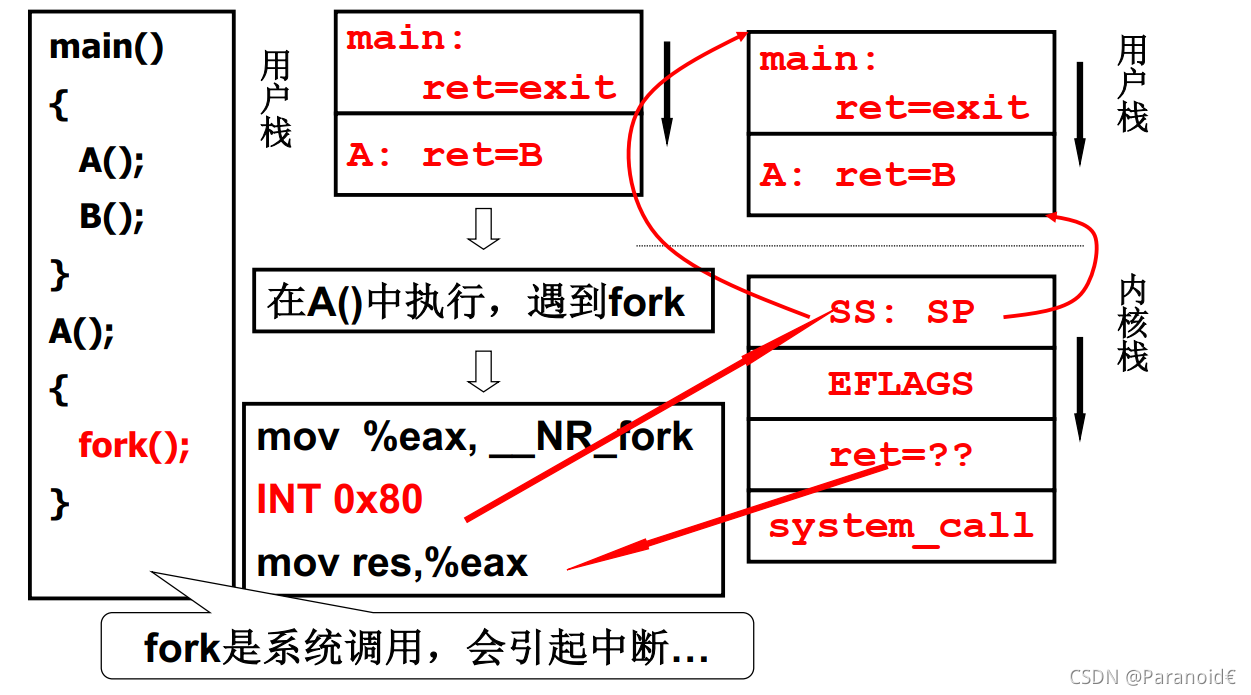 main()
{
A();
B();
}
A();
{
fork();
}
用户栈
main:
ret=exit
A: ret=B
在A()中执行，遇到fork
mov %eax, __NR_fork
INT 0x80
mov res,%eax
fork是系统调用，会引起中断…
main:
ret=exit
A: ret=B
用户栈
SS: SP
EFLAGS
ret=??
system_call
内核栈
CSDN @Paranoid€